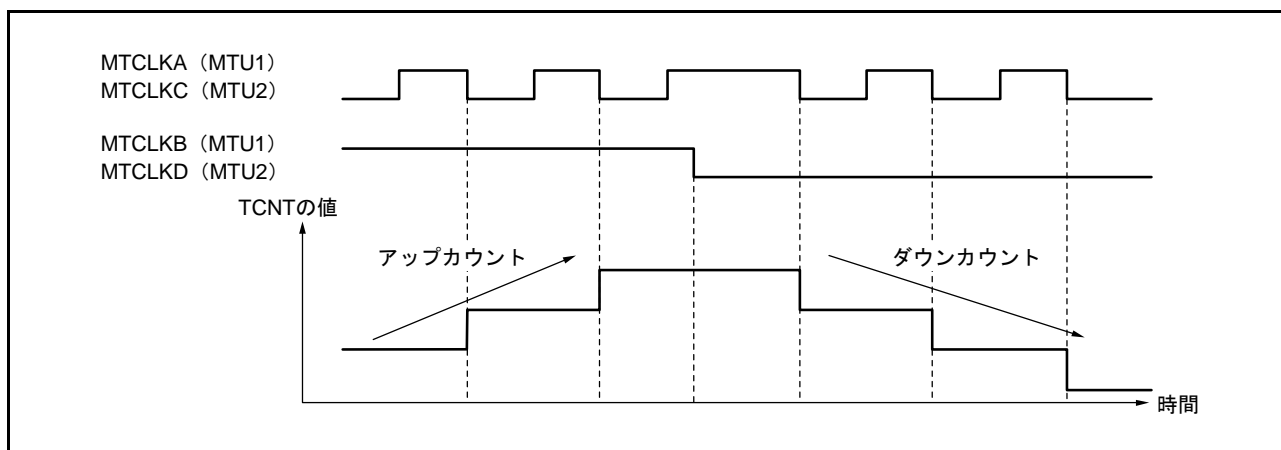 MTCLKA（MTU1）
MTCLKC（MTU2）
MTCLKB（MTU1）
MTCLKD（MTU2）
TCNTの値
アップカウント
ダウンカウント
時間